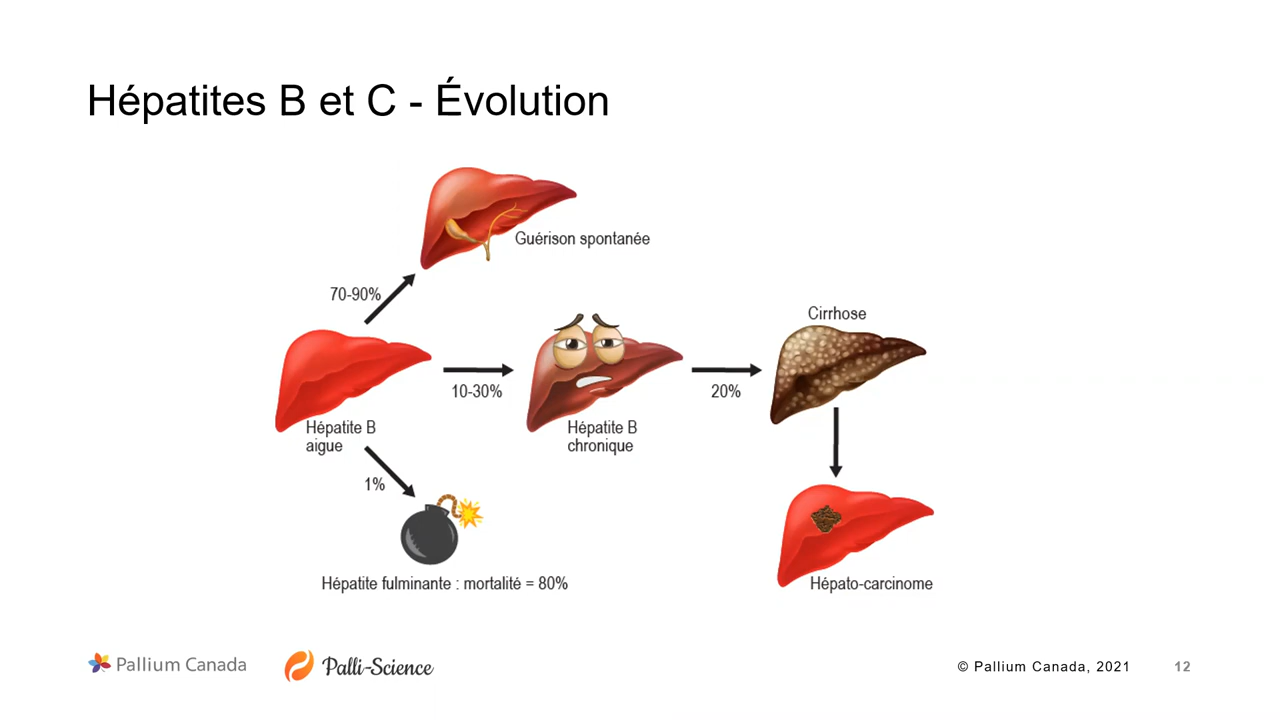 Hépatites B et C - Évolution
Guérison spontanée
70-90%
Cirrhose
10-30%
20%
Hépatite B
aigue
Hépatite B
chronique
1%
Hépatite fulminante : mortalité = 80%
Hépato-carcinome
Pallium Canada
Palli-Science
© Pallium Canada, 2021
12